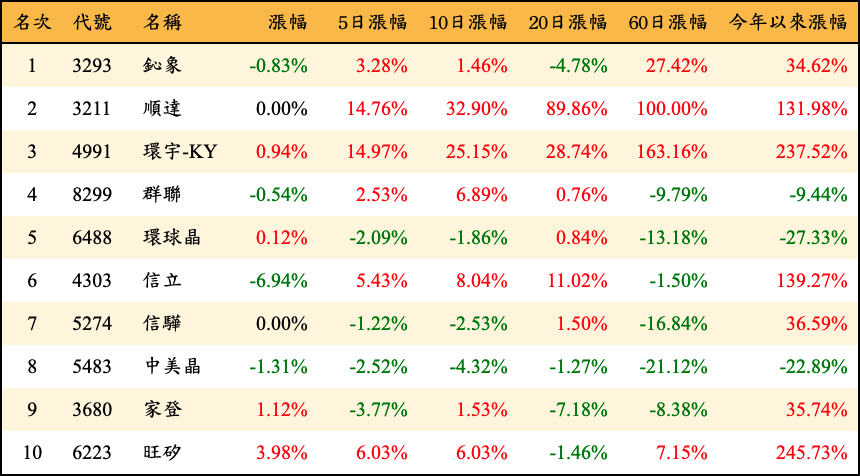 名次 代號 名稱 漲幅 5日漲幅 10日漲幅 20日漲幅 60日漲幅 今年以來漲幅
1 3293 鈊象 -0.83% 3.28% 1.46% -4.78% 27.42% 34.62%
2 3211 順達 0.00% 14.76% 32.90% 89.86% 100.00% 131.98%
3 4991 環宇-KY 0.94% 14.97% 25.15% 28.74% 163.16% 237.52%
4 8299 群聯 -0.54% 2.53% 6.89% 0.76% -9.79% -9.44%
5 6488 環球晶 0.12% -2.09% -1.86% 0.84% -13.18% -27.33%
6 4303 信立 -6.94% 5.43% 8.04% 11.02% -1.50% 139.27%
7 5274 信驊 0.00% -1.22% -2.53% 1.50% -16.84% 36.59%
8 5483 中美晶 -1.31% -2.52% -4.32% -1.27% -21.12% -22.89%
9 3680 家登 1.12% -3.77% 1.53% -7.18% -8.38% 35.74%
10 6223 旺矽 3.98% 6.03% 6.03% -1.46% 7.15% 245.73%